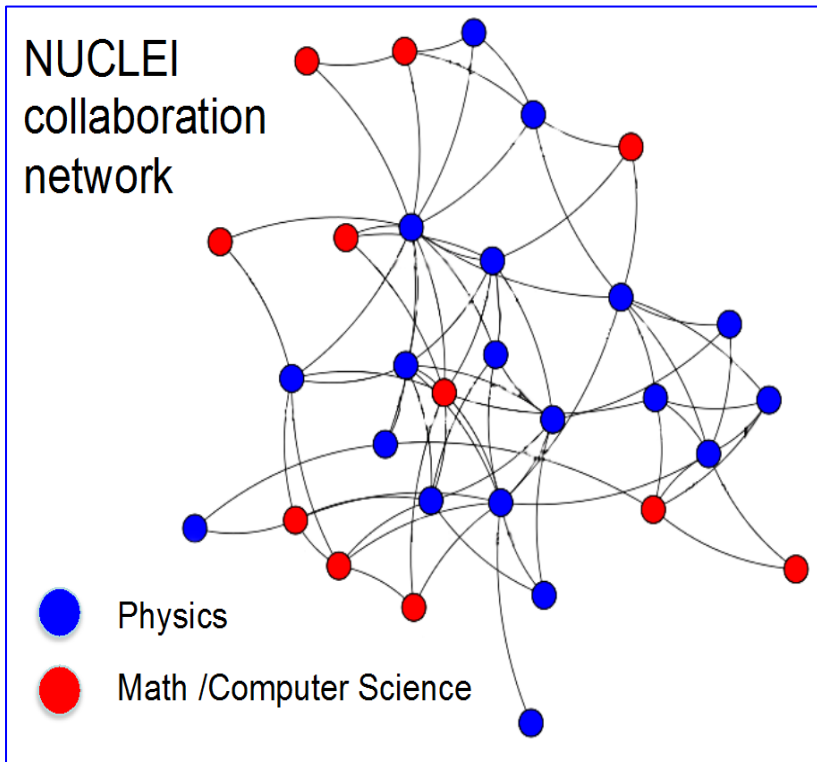 NUCLEI
collaboration
network
Physics
Math /Computer Science